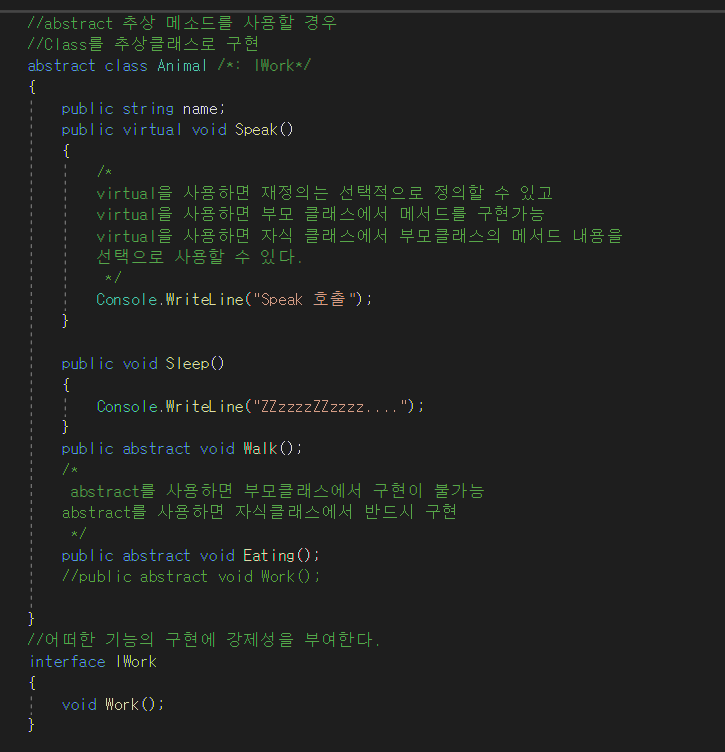 //abstract 추상 메소드를 사용할 경우
//Class를 추상클래스로 구현
abstract class Animal /*: IWork*/
{
    public string name;
    public virtual void Speak()
    {
        /*
        virtual을 사용하면 재정의는 선택적으로 정의할 수 있고
        virtual을 사용하면 부모 클래스에서 메서드를 구현가능
        virtual을 사용하면 자식 클래스에서 부모클래스의 메서드 내용을
        선택으로 사용할 수 있다.
         */
        Console.WriteLine("Speak 호출");
    }

    public void Sleep()
    {
        Console.WriteLine("ZZzzzzZZzzzz....");
    }
    public abstract void Walk();
    /*
     abstract를 사용하면 부모클래스에서 구현이 불가능
    abstract를 사용하면 자식클래스에서 반드시 구현
     */
    public abstract void Eating();
    //public abstract void Work();

}
//어떠한 기능의 구현에 강제성을 부여한다.
interface IWork
{
    void Work();
}